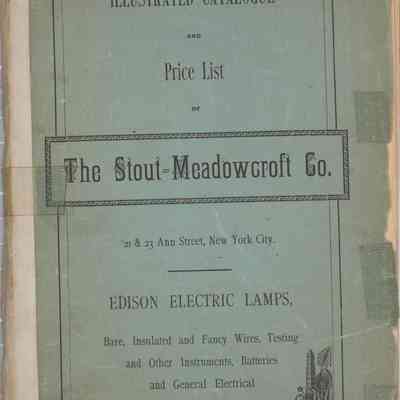 ILLUSTRATED CATALOGUE
AND
Price List
OF
The Stout-Meadowcroft Co.
21 & 23 Ann Street, New York City.
EDISON ELECTRIC LAMPS,
Bare, Insulated and Fancy Wires, Testing
and Other Instruments, Batteries
and General Electrical